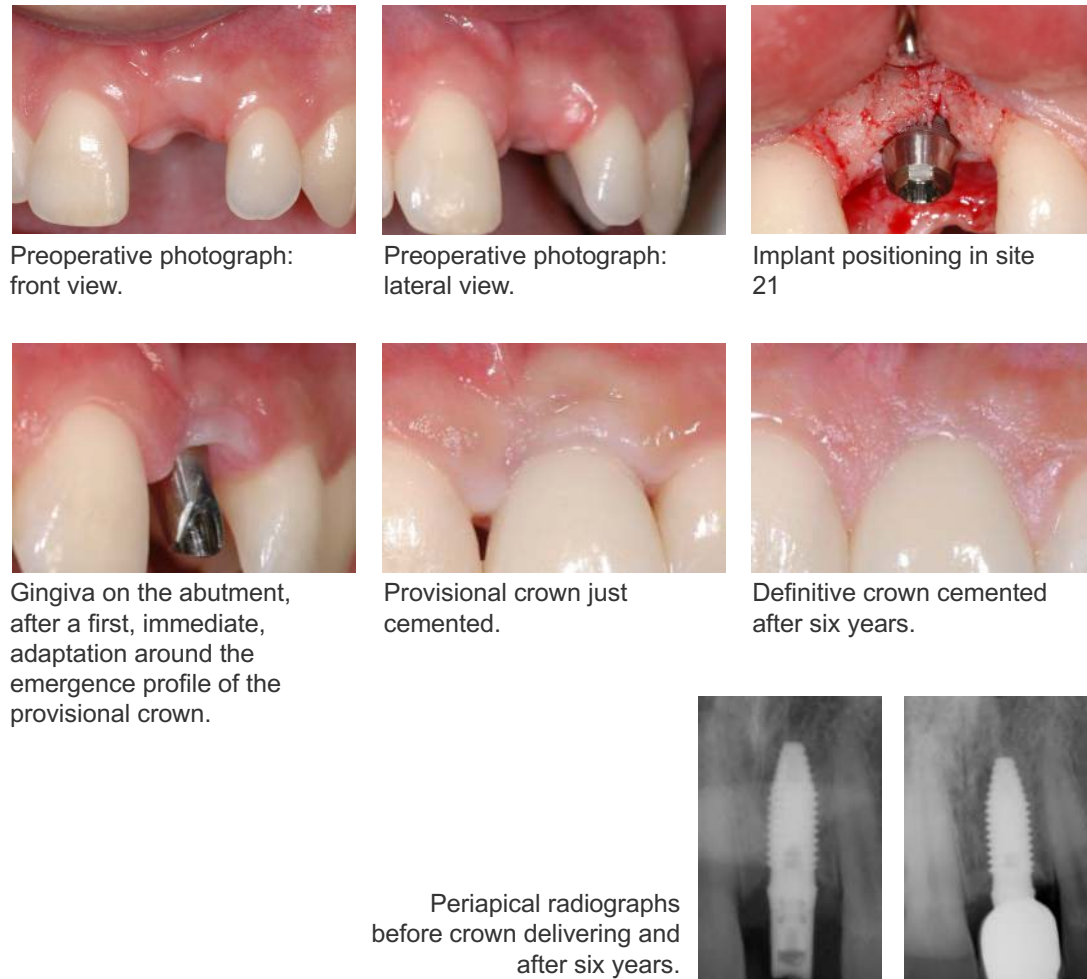 Preoperative photograph:
front view.
Preoperative photograph:
lateral view.
Implant positioning in site
21
Gingiva on the abutment,
after a first, immediate,
adaptation around the
emergence profile of the
provisional crown.
Provisional crown just
cemented.
Definitive crown cemented
after six years.
Periapical radiographs
before crown delivering and
after six years.